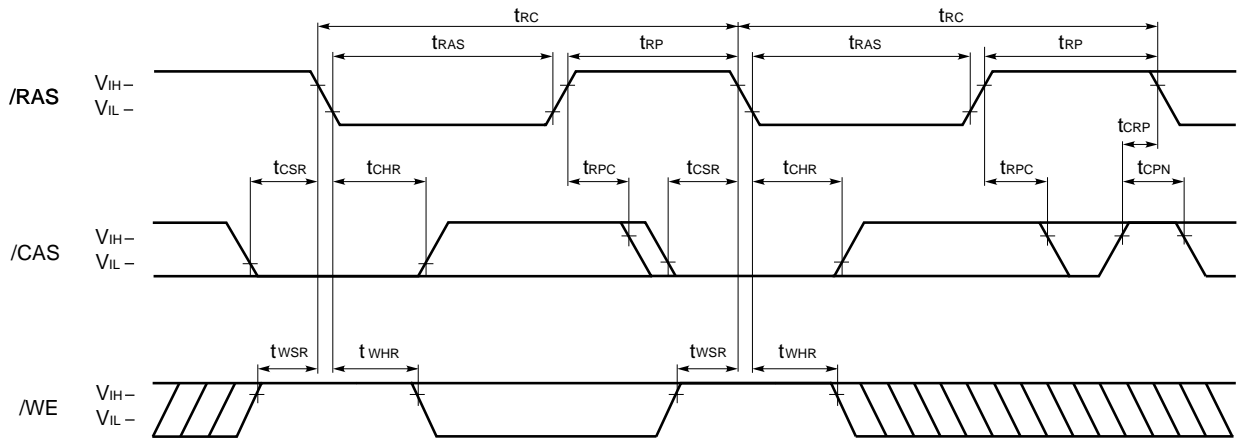 tRC tRC
tRAS tRP tRAS tRP
/RAS VIH –
VIL –
tCRP
tCSR tCHR tRPC tCSR tCHR tRPC tCPN
/CAS VIH –
VIL –
tWSR tWHR tWSR tWHR
/WE VIH –
VIL –